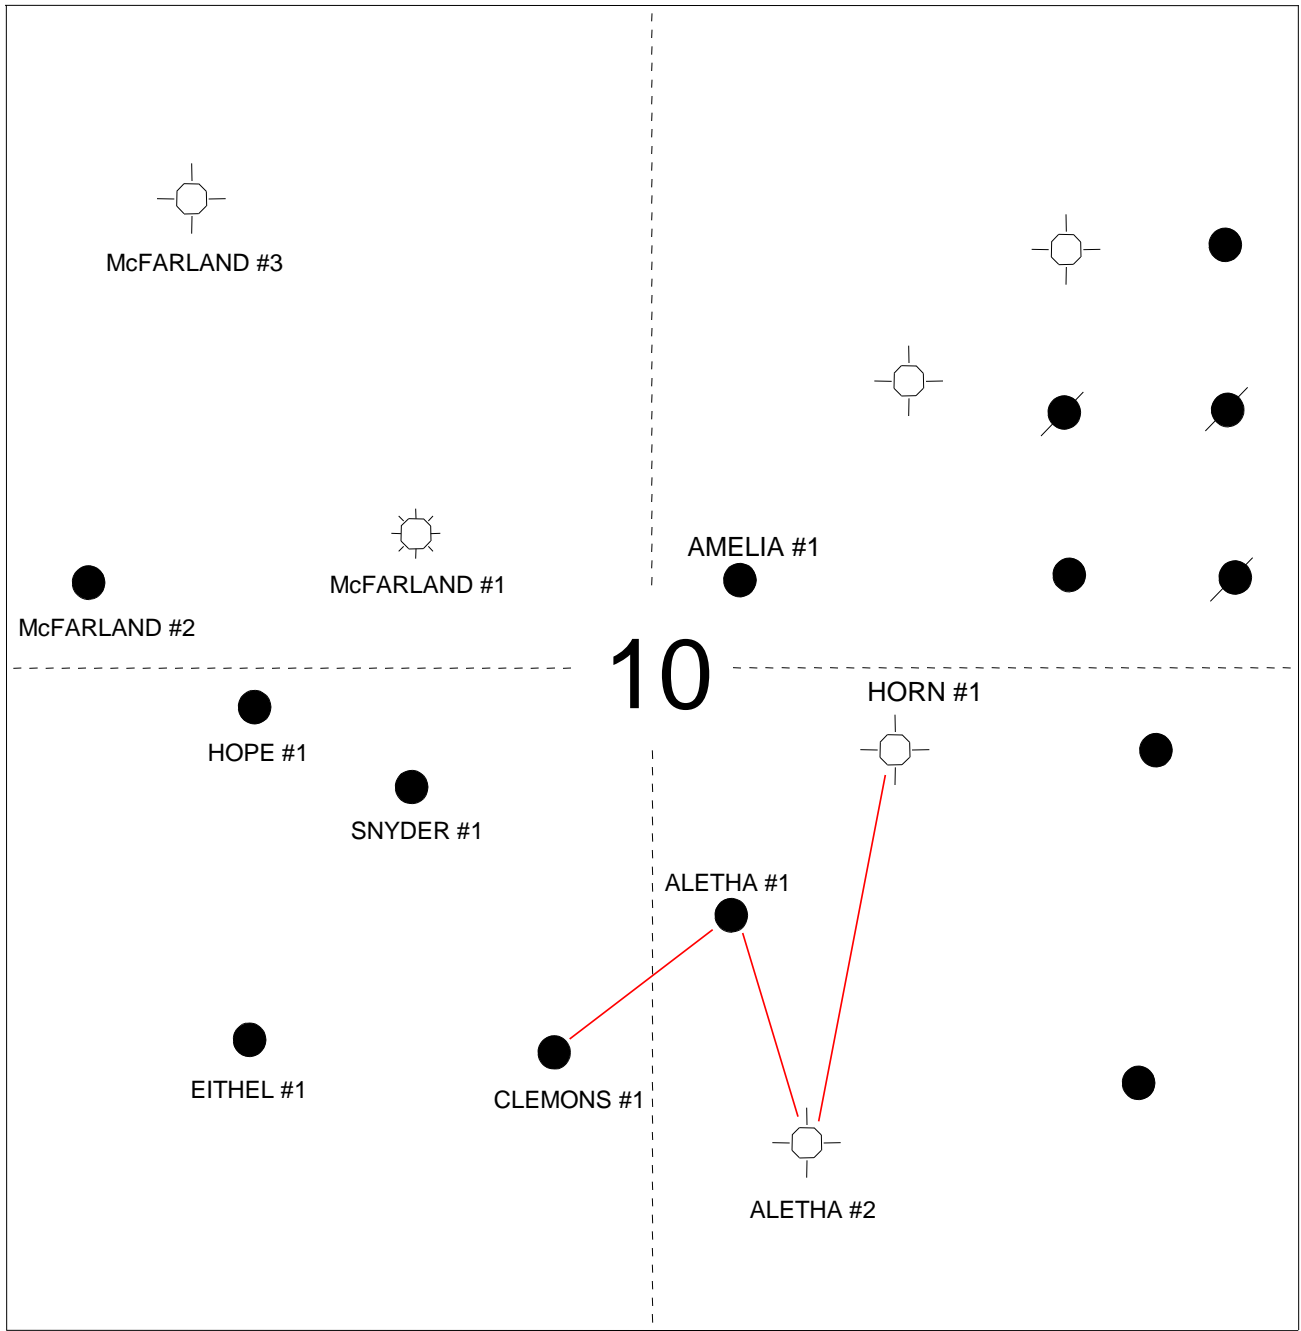 McFARLAND #3
AMELIA #1
McFARLAND #1
McFARLAND #2
10
HORN #1
HOPE #1
SNYDER #1
ALETHA #1
EITHEL #1
CLEMONS #1
ALETHA #2